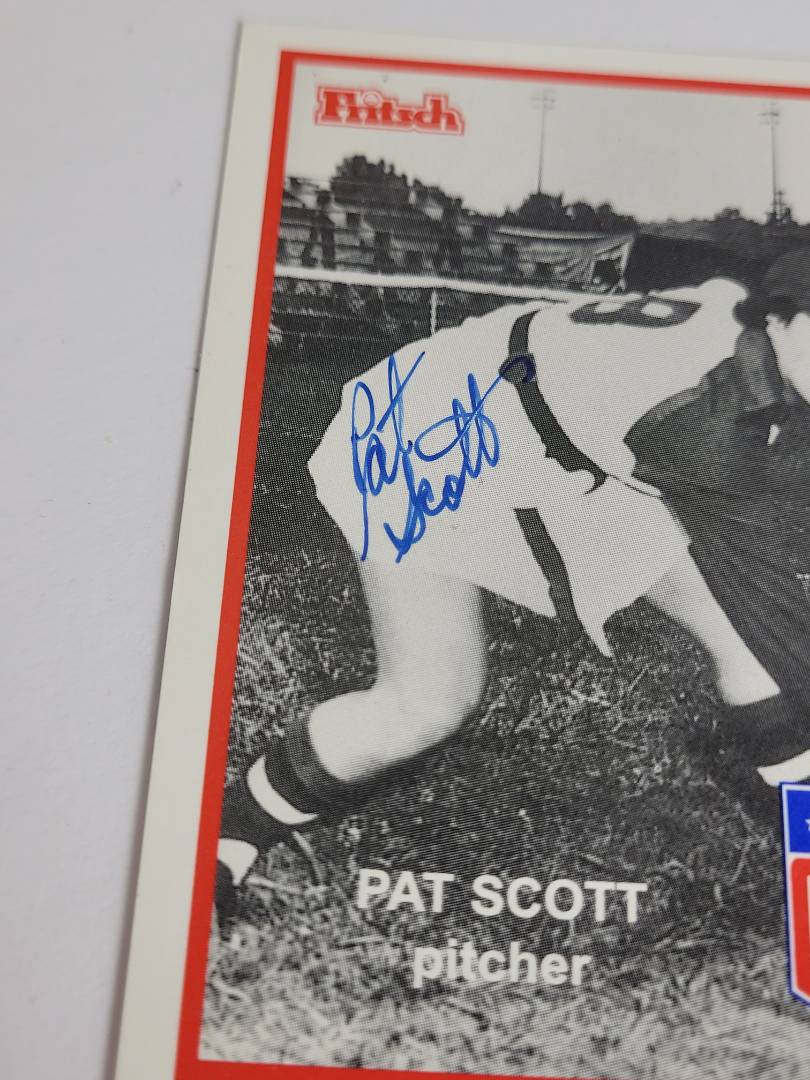 Fritsch
Pat
Scott
PAT SCOTT
pitcher